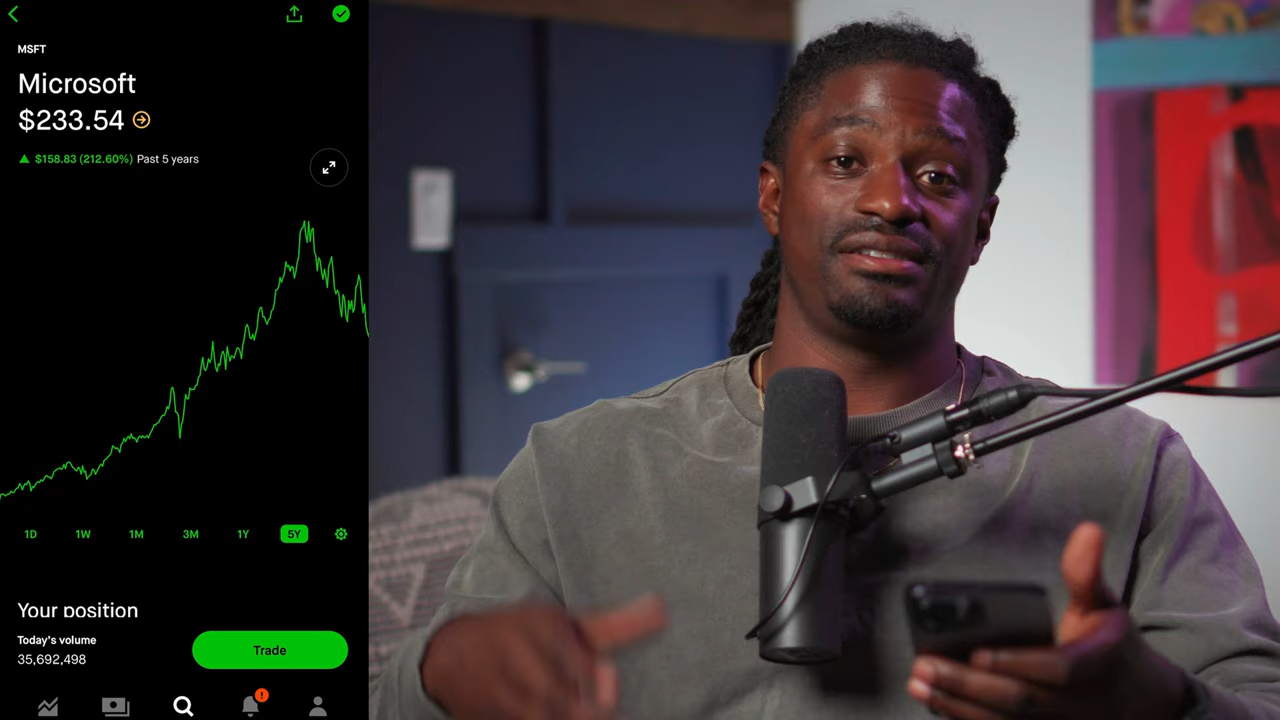 MSFT
Microsoft
$233.54
▲ $158.83 (212.60%) Past 5 years
1D 1W 1M 3M 1Y 5Y
Your position
Today's volume
35,692,498
Trade
!